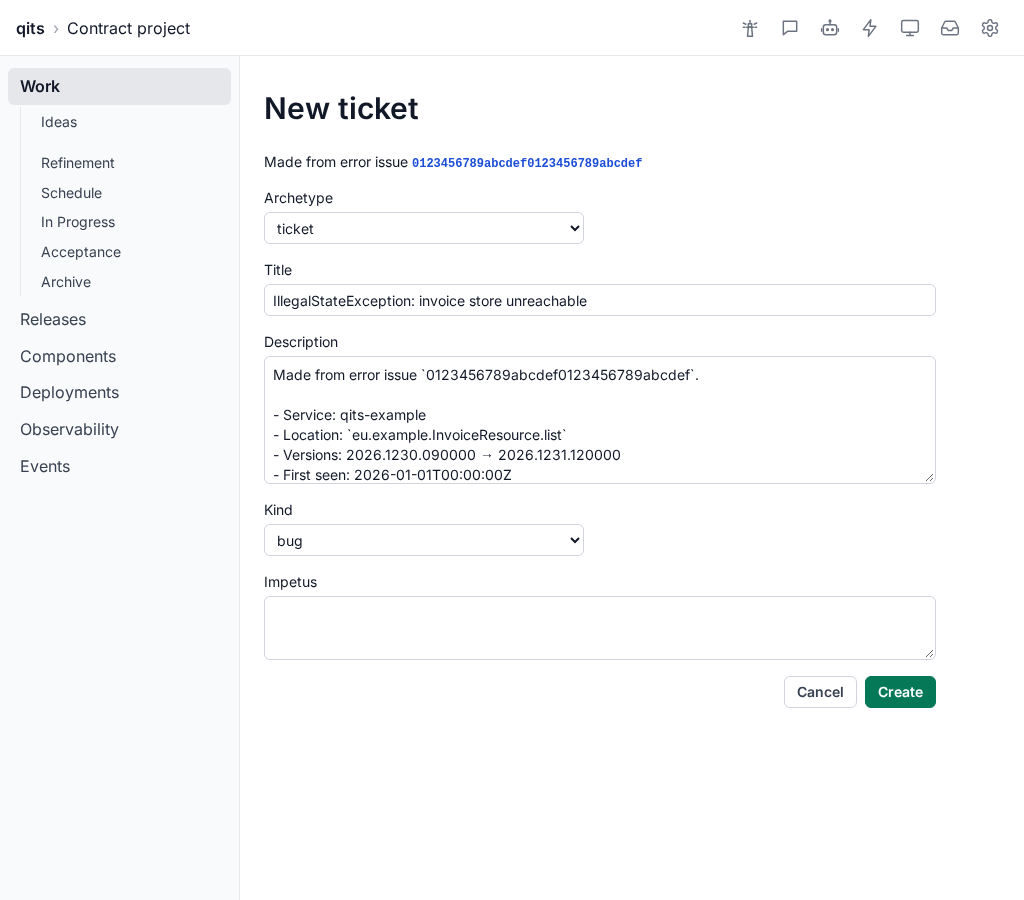 qits › Contract project
Work
Ideas
Refinement
Schedule
In Progress
Acceptance
Archive
Releases
Components
Deployments
Observability
Events
New ticket
Made from error issue 0123456789abcdef0123456789abcdef
Archetype
ticket
Title
IllegalStateException: invoice store unreachable
Description
Made from error issue `0123456789abcdef0123456789abcdef`.
- Service: qits-example
- Location: `eu.example.InvoiceResource.list`
- Versions: 2026.1230.090000 → 2026.1231.120000
- First seen: 2026-01-01T00:00:00Z
Kind
bug
Impetus
Cancel Create